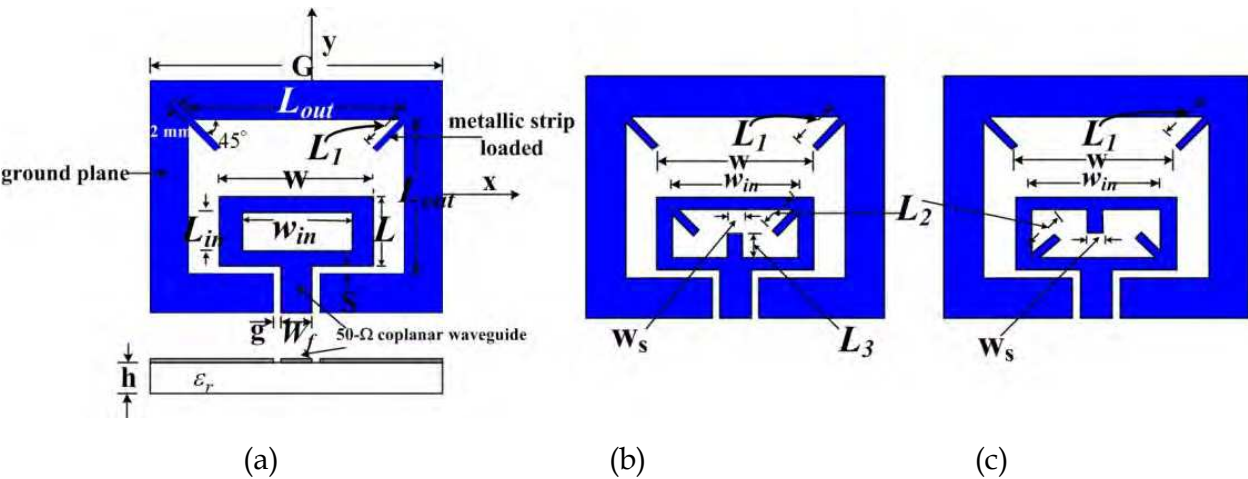 y
G
L_out
2 mm
45°
L_1
metallic strip
loaded
ground plane
W
x
L_out
L_in
w_in
L
S
g
W_f
50-Ω coplanar waveguide
h
ε_r
(a)
L_1
w
w_in
L_2
W_s
L_3
(b)
L_1
w
w_in
W_s
(c)